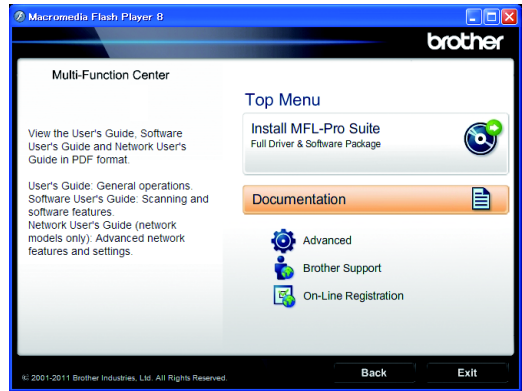 Macromedia Flash Player 8
brother
Multi-Function Center
Top Menu
Install MFL-Pro Suite
Full Driver & Software Package
View the User's Guide, Software
User's Guide and Network User's
Guide in PDF format.
User's Guide: General operations.
Software User's Guide: Scanning and
software features.
Network User's Guide (network
models only): Advanced network
features and settings.
Documentation
Advanced
Brother Support
On-Line Registration
© 2001-2011 Brother Industries, Ltd. All Rights Reserved.
Back
Exit